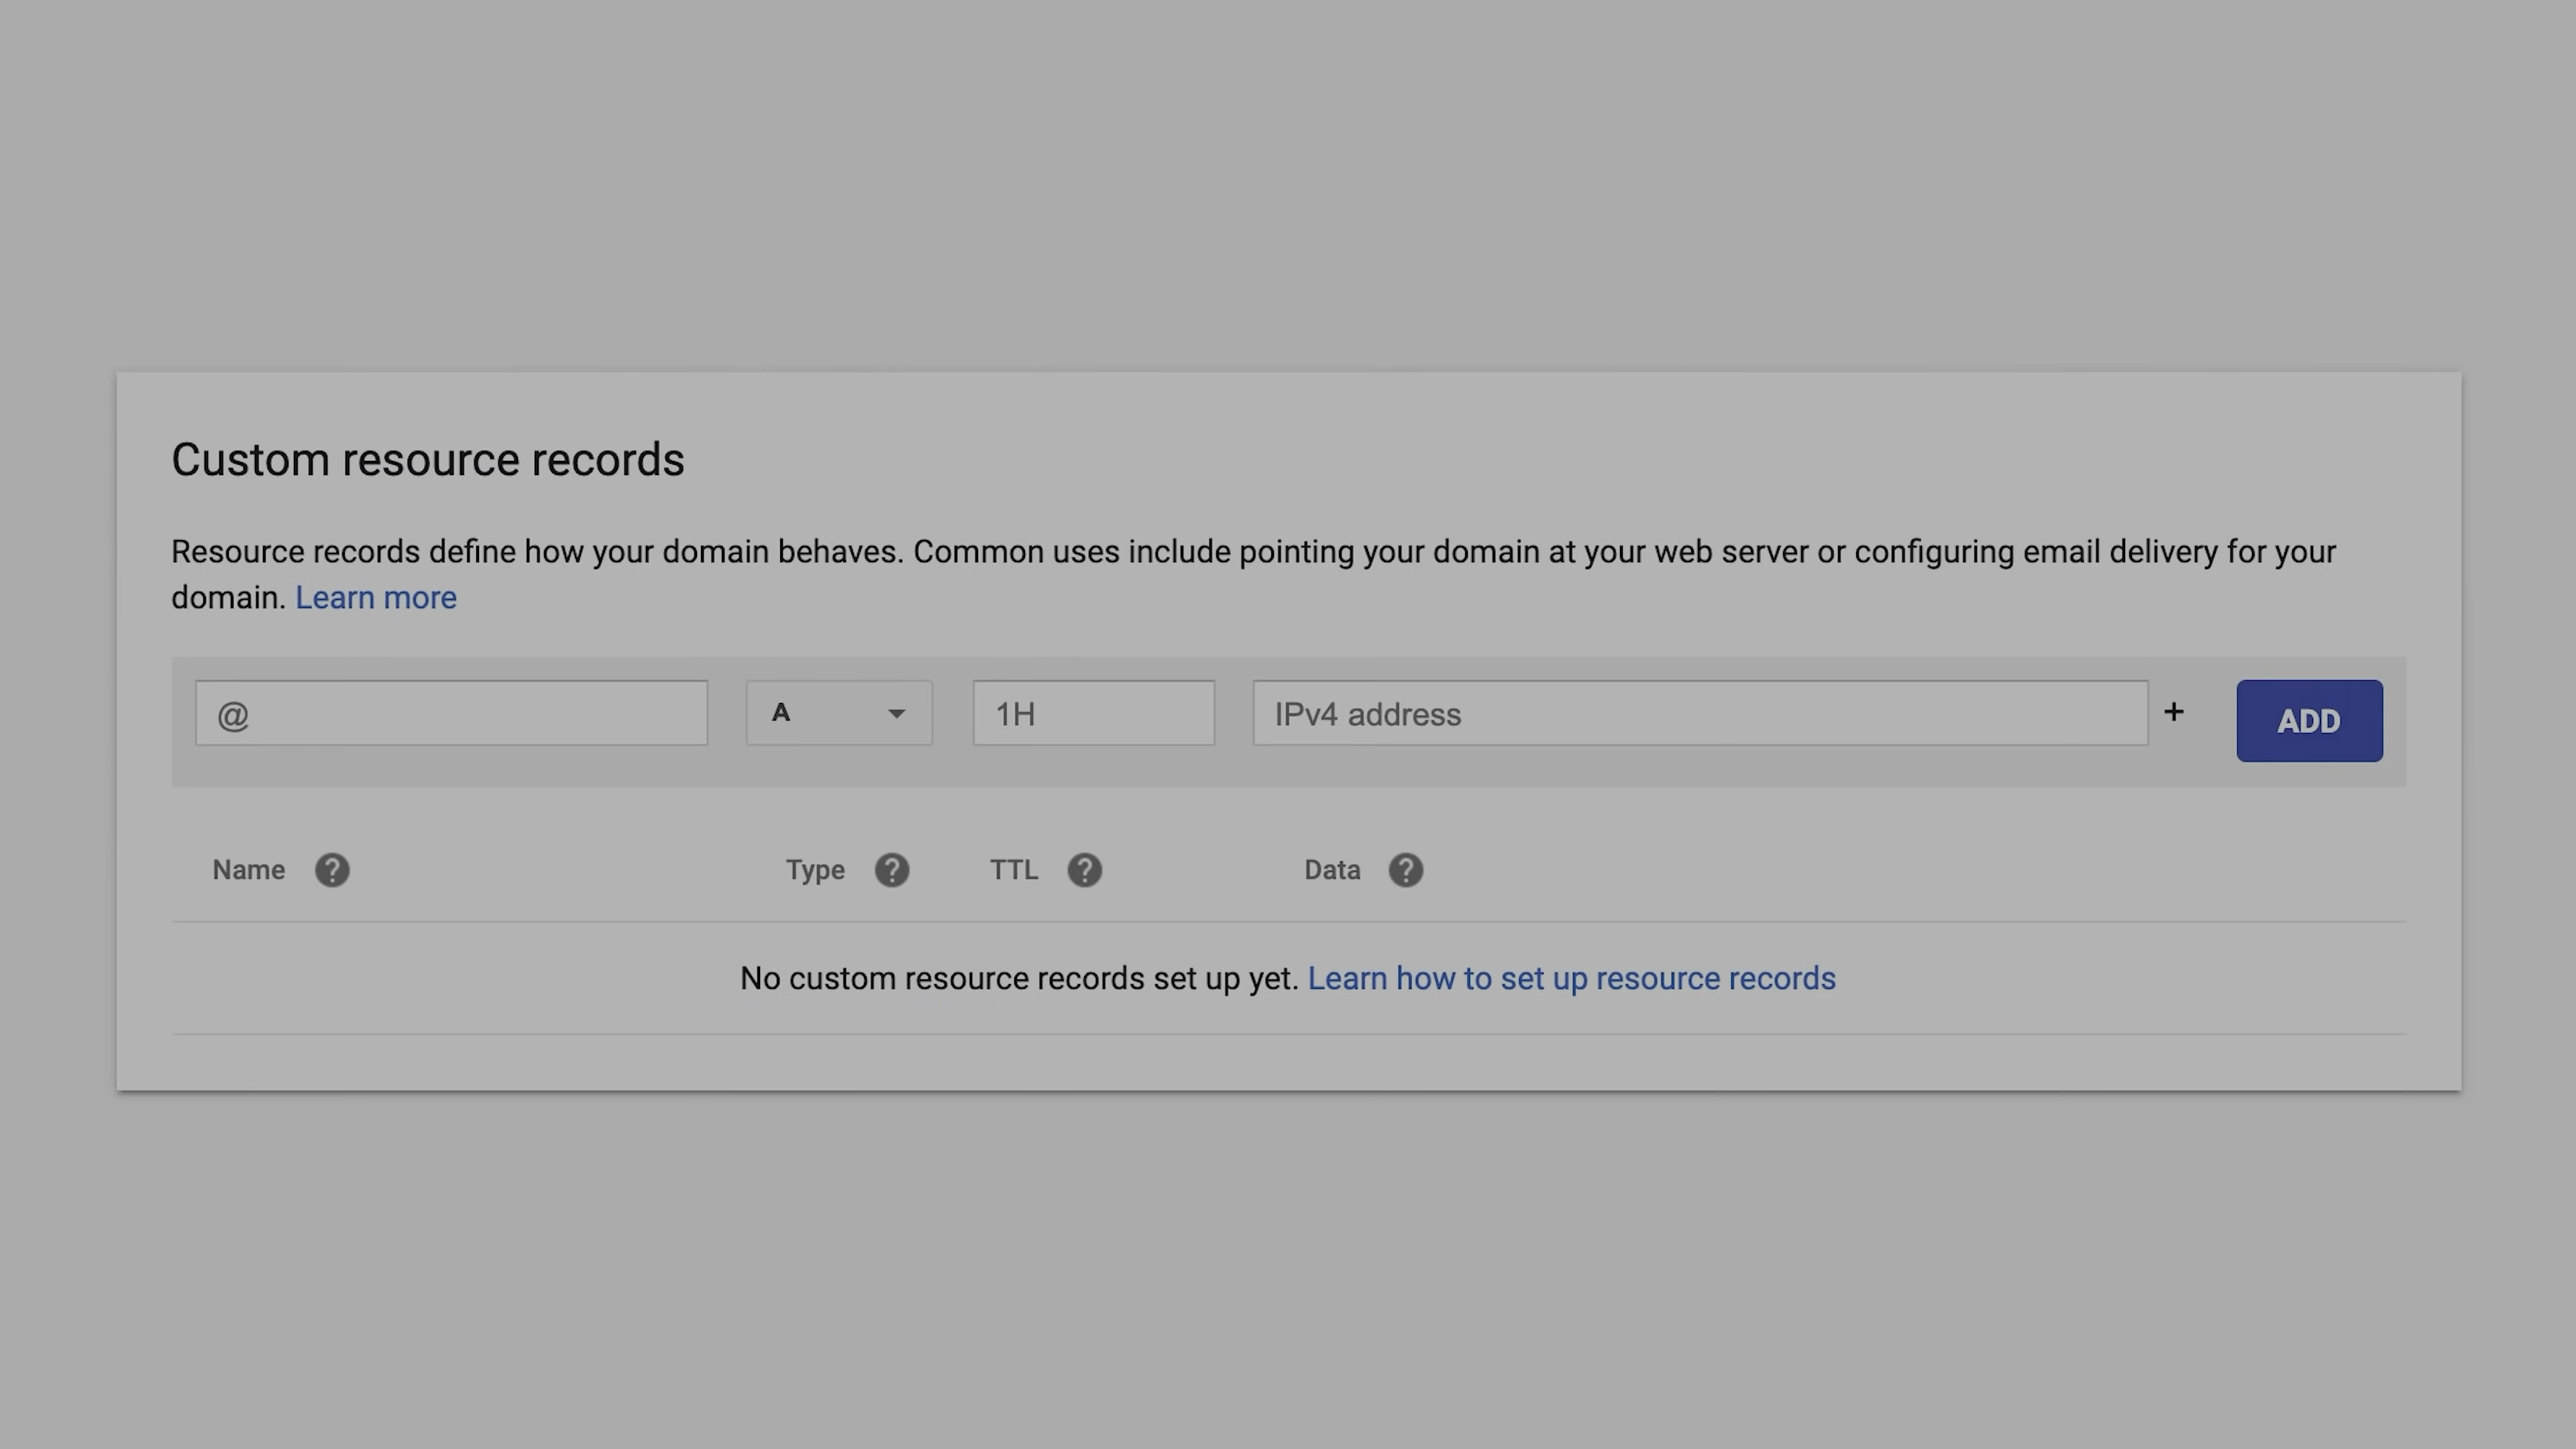 Custom resource records
Resource records define how your domain behaves. Common uses include pointing your domain at your web server or configuring email delivery for your
domain. Learn more
@ A 1H IPv4 address + ADD
Name ? Type ? TTL ? Data ?
No custom resource records set up yet. Learn how to set up resource records